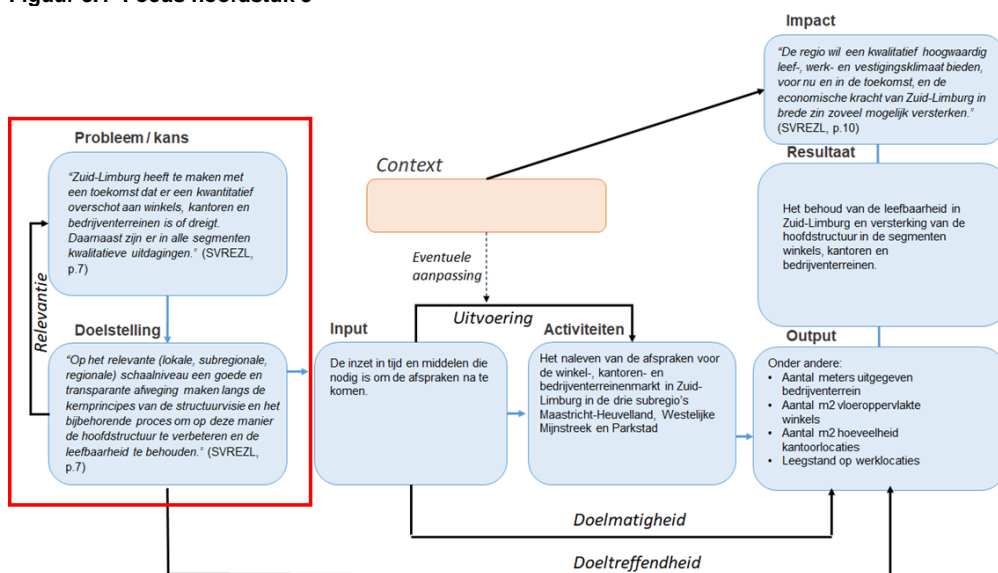 Impact
“De regio wil een kwalitatief hoogwaardig
leef-, werk- en vestigingsklimaat bieden,
voor nu en in de toekomst, en de
economische kracht van Zuid-Limburg in
brede zin zoveel mogelijk versterken.”
(SVREZL, p.10)
Probleem / kans
“Zuid-Limburg heeft te maken met
een toekomst dat er een kwantitatief
overschot aan winkels, kantoren en
bedrijventerreinen is of dreigt.
Daarnaast zijn er in alle segmenten
kwalitatieve uitdagingen.” (SVREZL,
p.7)
Context
Resultaat
Het behoud van de leefbaarheid in
Zuid-Limburg en versterking van de
hoofdstructuur in de segmenten
winkels, kantoren en
bedrijventerreinen.
Eventuele
aanpassing
Relevantie
Doelstelling
“Op het relevante (lokale, subregionale,
regionale) schaalniveau een goede en
transparante afweging maken langs de
kernprincipes van de structuurvisie en het
bijbehorende proces om op deze manier
de hoofdstructuur te verbeteren en de
leefbaarheid te behouden.” (SVREZL,
p.7)
Input
De inzet in tijd en middelen die
nodig is om de afspraken na te
komen.
Uitvoering
Activiteiten
Het naleven van de afspraken voor
de winkel-, kantoren- en
bedrijventerreinenmarkt in Zuid-
Limburg in de drie subregio’s
Maastricht-Heuvelland, Westelijke
Mijnstreek en Parkstad
Output
Onder andere:
• Aantal meters uitgegeven
bedrijventerrein
• Aantal m2 vloeroppervlakte
winkels
• Aantal m2 hoeveelheid
kantoorlocaties
• Leegstand op werklocaties
Doelmatigheid
Doeltreffendheid